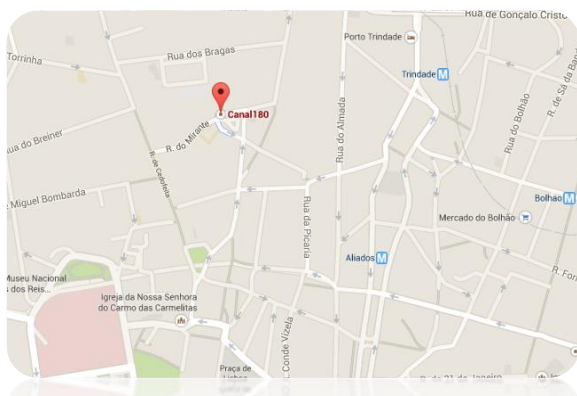 Rua de Gonçalo Cristo
Porto Trindade
Rua dos Bragas
Torrinha
Trindade
M
R. de Sá da Ban
Canal180
Rua do Almada
Rua do Bolhão
ua do Breiner
R. do Mirante
R. de Cedofeita
Miguel Bombarda
Bolhão
M
Rua da Picaria
Mercado do Bolhão
Aliados
M
Museu Nacional
s dos Reis...
R. For
Igreja da Nossa Senhora
do Carmo das Carmelitas
R. Conde Vizela
Praça de
Lisboa
R. de 31 de Janeiro